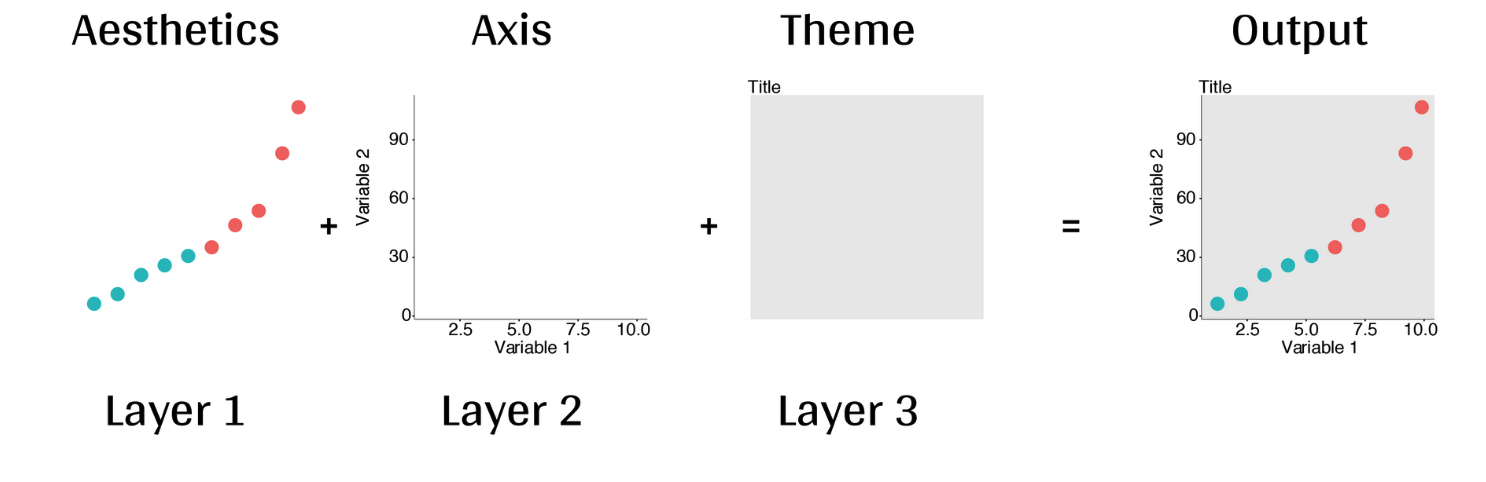 Aesthetics
Axis
Theme
Output
+
90
60
30
0
Variable 2
2.5 5.0 7.5 10.0
Variable 1
+
Title
=
Title
90
60
30
0
Variable 2
2.5 5.0 7.5 10.0
Variable 1
Layer 1
Layer 2
Layer 3